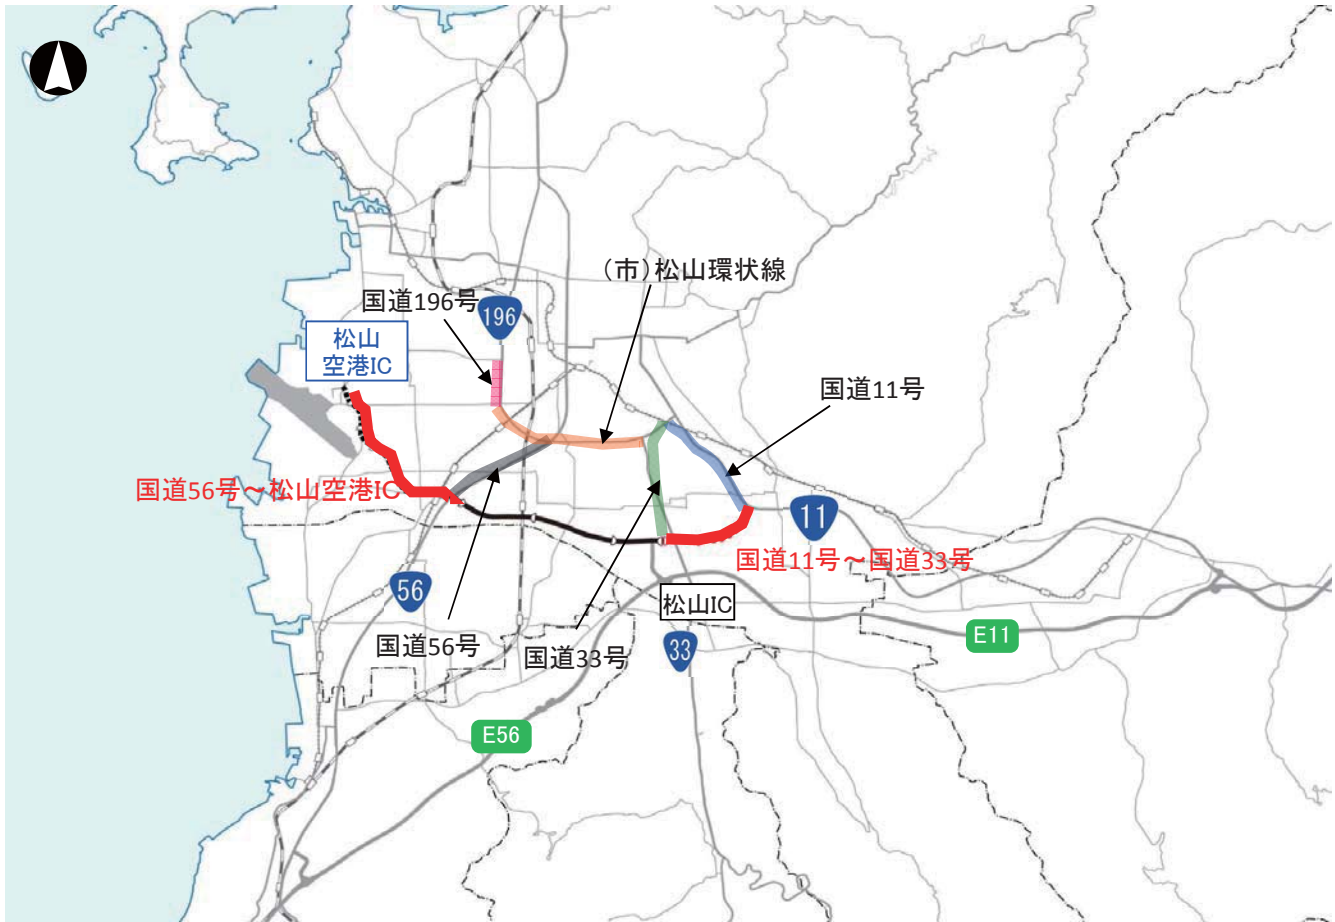 (市)松山環状線
国道196号
196
松山
空港IC
国道11号
国道56号～松山空港IC
11
国道11号～国道33号
56
松山IC
国道56号
国道33号
33
E11
E56